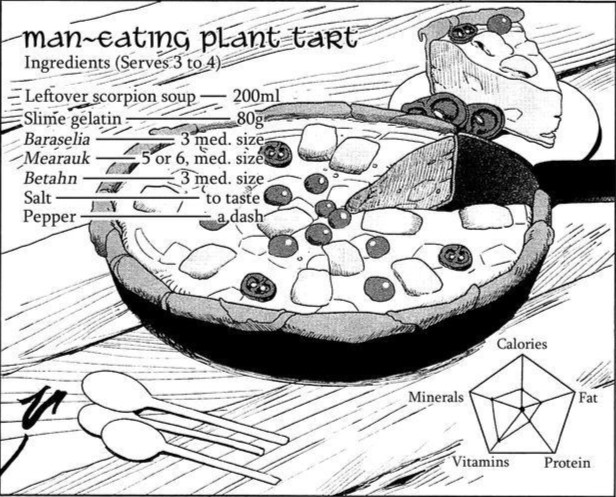 man-eating plant tart
Ingredients (Serves 3 to 4)
Leftover scorpion soup — 200ml
Slime gelatin — 80g
Baraselia — 3 med. size
Mearauk — 5 or 6, med. size
Betahn — 3 med. size
Salt — to taste
Pepper — a dash
Calories
Minerals
Fat
Vitamins
Protein